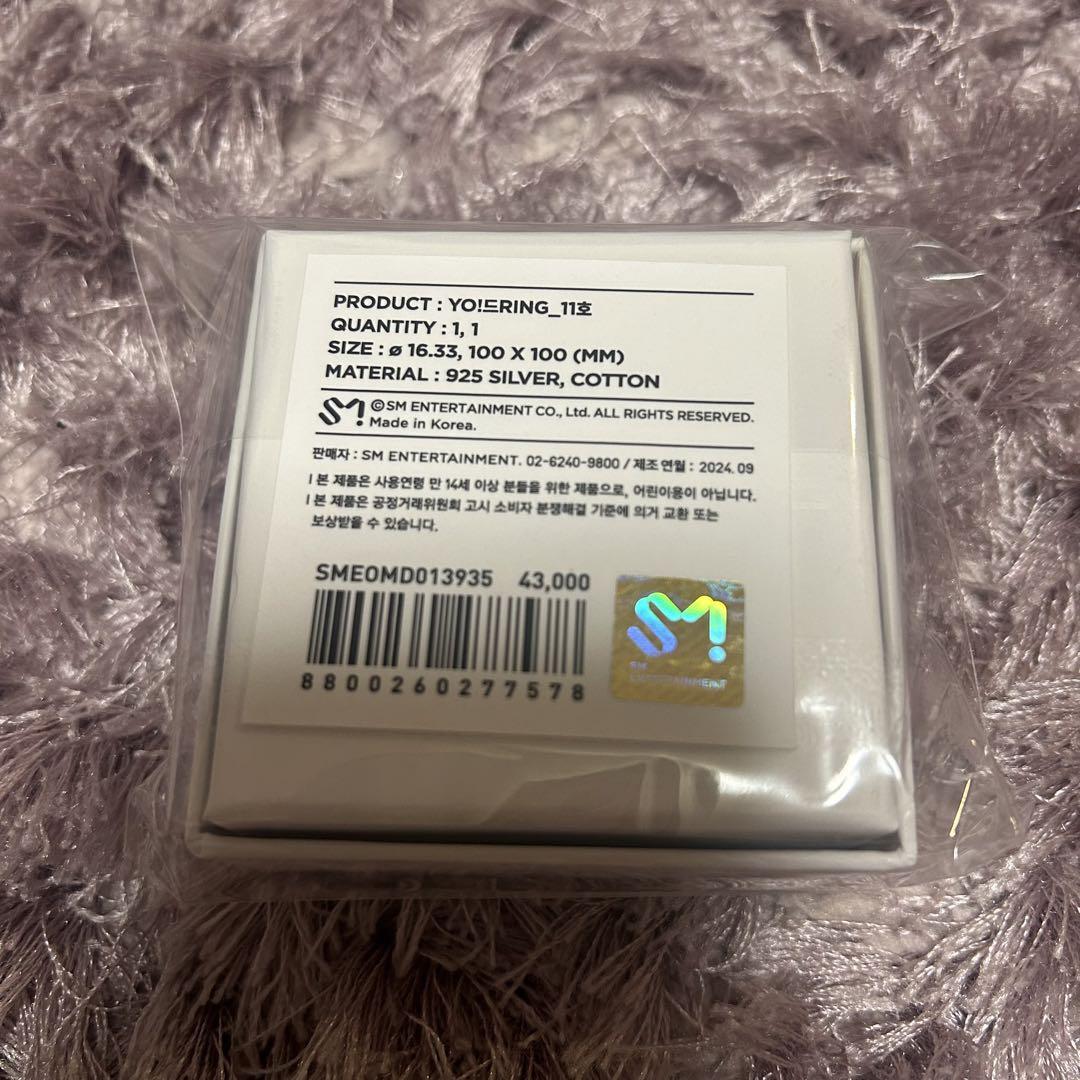 PRODUCT : YO!드RING_11호
QUANTITY : 1, 1
SIZE : ø 16.33, 100 X 100 (MM)
MATERIAL : 925 SILVER, COTTON
SM! ©SM ENTERTAINMENT CO., Ltd. ALL RIGHTS RESERVED.
Made in Korea.
판매자 : SM ENTERTAINMENT. 02-6240-9800 / 제조연월 : 2024. 09
I 본 제품은 사용연령 만 14세 이상 분들을 위한 제품으로, 어린이용이 아닙니다.
I 본 제품은 공정거래위원회 고시 소비자 분쟁해결 기준에 의거 교환 또는
보상받을 수 있습니다.
SMEOMD013935 43,000
8800260277578
SM!
SM
ENTERTAINMENT